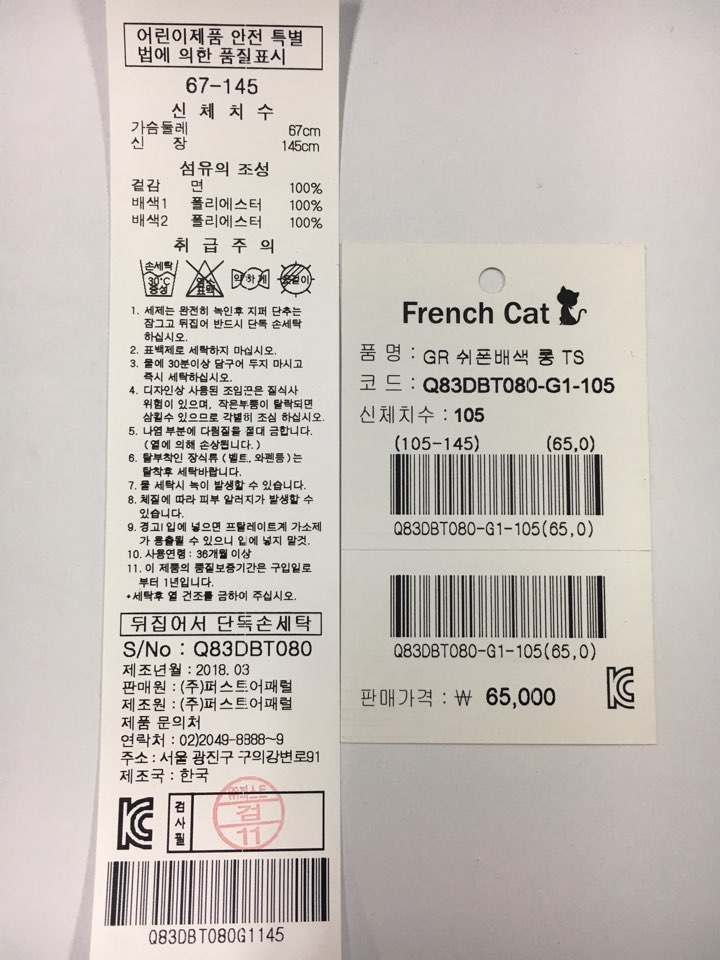 어린이제품 안전 특별
법에 의한 품질표시
67-145
신 체 치 수
가슴둘레 67cm
신 장 145cm
섬유의 조성
겉감 면 100%
배색1 폴리에스터 100%
배색2 폴리에스터 100%
취 급 주 의
손세탁
30℃
중성
염소
표백
약하게
옷걸이
1. 세제는 완전히 녹인후 지퍼 단추는
잠그고 뒤집어 반드시 단독 손세탁
하십시오.
2. 표백제로 세탁하지 마십시오.
3. 물에 30분이상 담구어 두지 마시고
즉시 세탁하십시오.
4. 디자인상 사용된 조임끈은 질식사
위험이 있으며, 작은부품이 탈락되면
삼킬수 있으므로 각별히 조심 하십시오.
5. 나염 부분에 다림질을 절대 금합니다.
(열에 의해 손상됩니다.)
6. 탈부착인 장식류(벨트, 와펜등)는
탈착후 세탁바랍니다.
7. 물 세탁시 녹이 발생할 수 있습니다.
8. 체질에 따라 피부 알러지가 발생할 수
있습니다.
9. 경고! 입에 넣으면 프탈레이트계 가소제
가 용출될 수 있으니 입에 넣지 말것.
10. 사용연령 : 36개월 이상
11. 이 제품의 품질보증기간은 구입일로
부터 1년입니다.
*세탁후 열 건조를 금하여 주십시오.
뒤집어서 단독손세탁
S/No : Q83DBT080
제조년월 : 2018. 03
판매원 : (주)퍼스트어패럴
제조원 : (주)퍼스트어패럴
제품 문의처
연락처 : 02)2049-8888~9
주소 : 서울 광진구 구의강변로91
제조국 : 한국
KC
검사필
(주)퍼스트
검
11
Q83DBT080G1145
French Cat
품 명 : GR 쉬폰배색 롱 TS
코 드 : Q83DBT080-G1-105
신체치수 : 105
(105-145) (65,0)
Q83DBT080-G1-105(65,0)
Q83DBT080-G1-105(65,0)
판매가격 : ₩ 65,000
KC